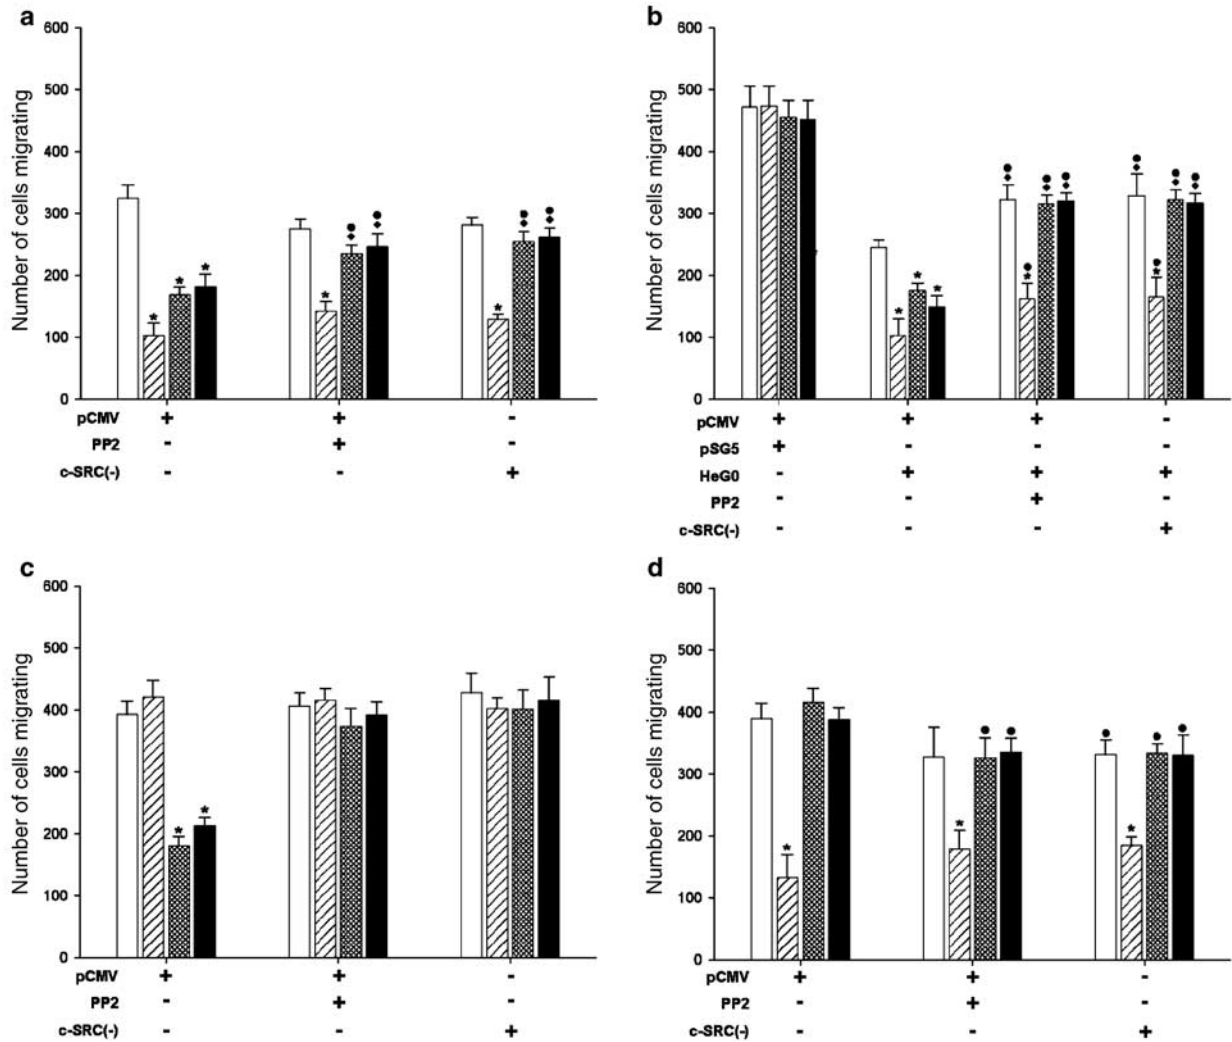 a
Number of cells migrating
600
500
400
300
200
100
0
* * * * ● ◆ ● ◆ * ● ◆ ● ◆
pCMV + + -
PP2 - + -
c-SRC(-) - - +
b
Number of cells migrating
600
500
400
300
200
100
0
* * * ● ◆ ● * ● ◆ ● ◆ ● ◆ ● * ● ◆ ● ◆
pCMV + + + -
pSG5 + - - -
HeG0 - + + +
PP2 - - + -
c-SRC(-) - - - +
c
Number of cells migrating
600
500
400
300
200
100
0
* *
pCMV + + -
PP2 - + -
c-SRC(-) - - +
d
Number of cells migrating
600
500
400
300
200
100
0
* * ● ● ● * ● ●
pCMV + + -
PP2 - + -
c-SRC(-) - - +